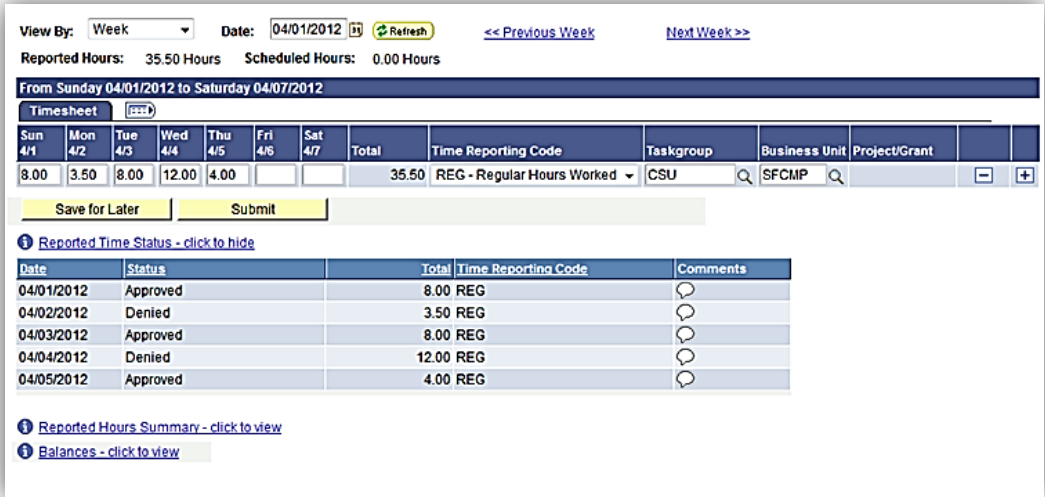 View By: Week Date: 04/01/2012 Refresh << Previous Week Next Week >>
Reported Hours: 35.50 Hours Scheduled Hours: 0.00 Hours
From Sunday 04/01/2012 to Saturday 04/07/2012
Timesheet
Sun 4/1 Mon 4/2 Tue 4/3 Wed 4/4 Thu 4/5 Fri 4/6 Sat 4/7 Total Time Reporting Code Taskgroup Business Unit Project/Grant
8.00 3.50 8.00 12.00 4.00 35.50 REG - Regular Hours Worked CSU SFCMP
Save for Later Submit
Reported Time Status - click to hide
Date Status Total Time Reporting Code Comments
04/01/2012 Approved 8.00 REG
04/02/2012 Denied 3.50 REG
04/03/2012 Approved 8.00 REG
04/04/2012 Denied 12.00 REG
04/05/2012 Approved 4.00 REG
Reported Hours Summary - click to view
Balances - click to view